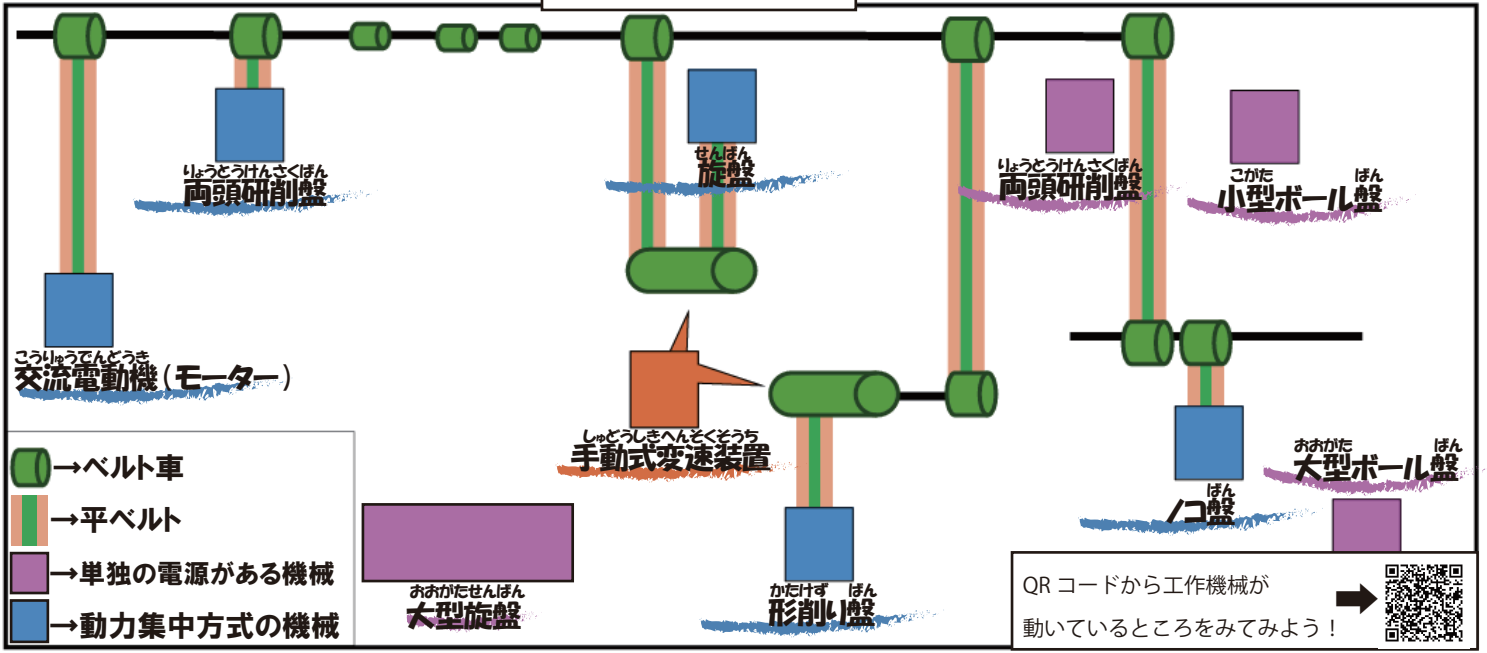 りょうとうけんさくばん
両頭研削盤
せんばん
旋盤
りょうとうけんさくばん
両頭研削盤
こがた ばん
小型ボール盤
こうりゅうでんどうき
交流電動機(モーター)
しゅどうしきへんそくそうち
手動式変速装置
おおがた ばん
大型ボール盤
ばん
ノコ盤
→ベルト車
→平ベルト
→単独の電源がある機械
→動力集中方式の機械
おおがたせんばん
大型旋盤
かたけず ばん
形削り盤
QRコードから工作機械が
動いているところをみてみよう!